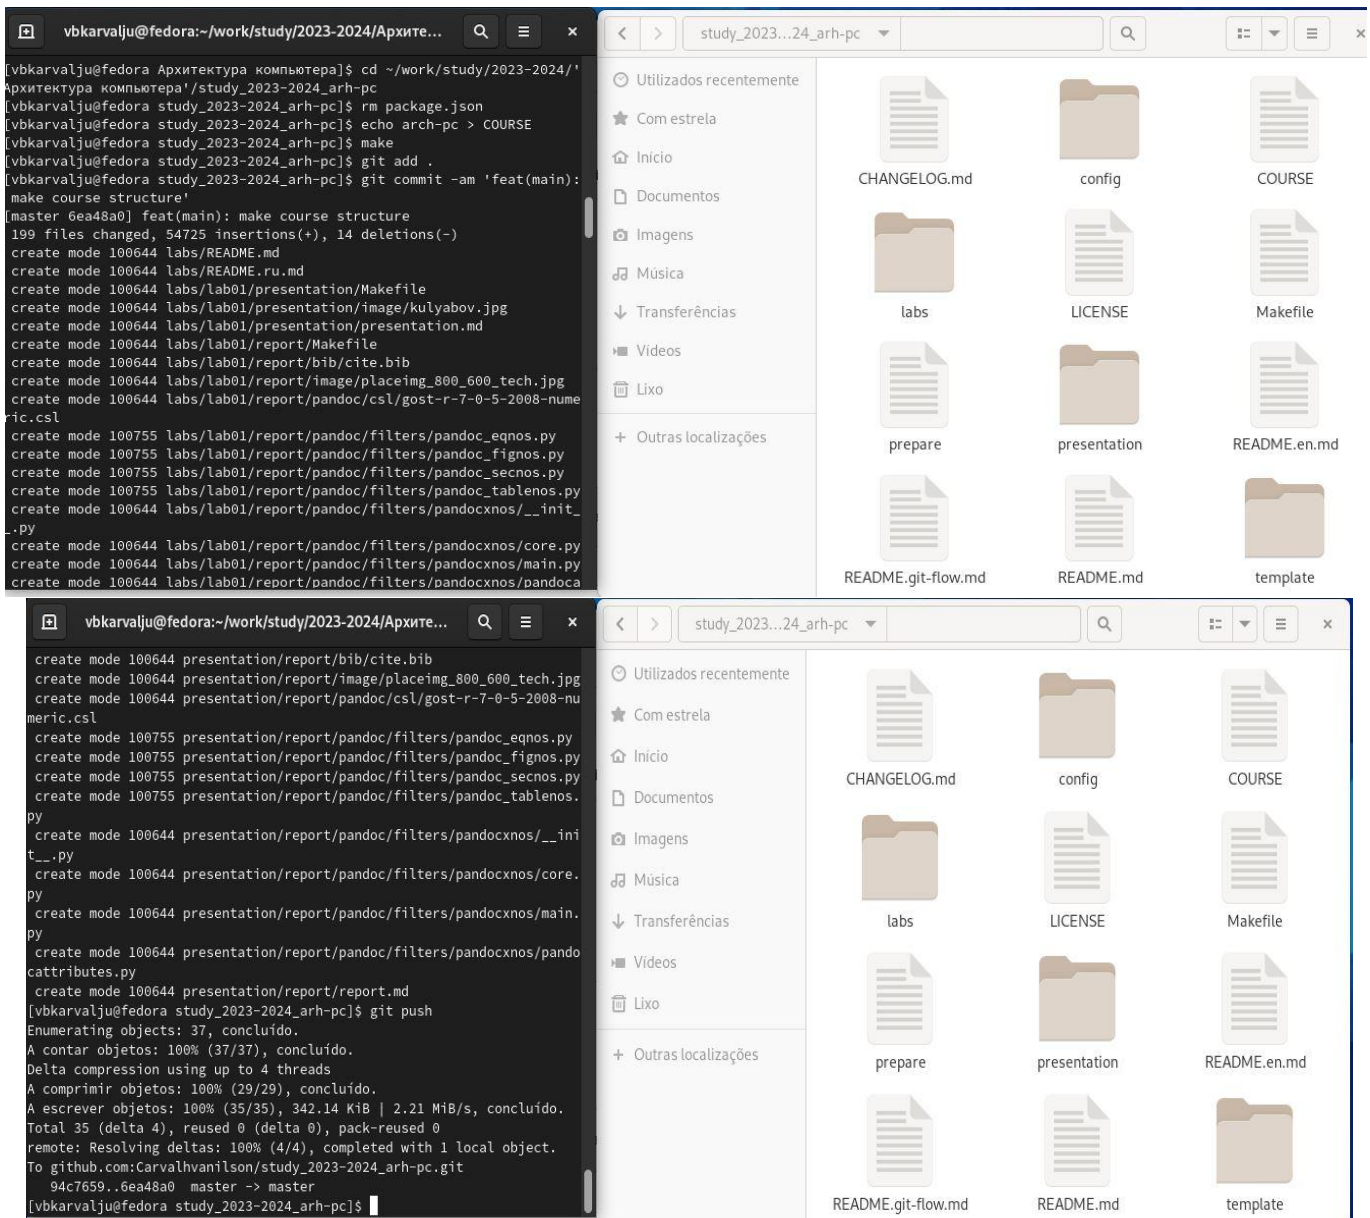 vbkarvalju@fedora:~/work/study/2023-2024/Архите...
[vbkarvalju@fedora Архитектура компьютера]$ cd ~/work/study/2023-2024/'
Архитектура компьютера'/study_2023-2024_arh-pc
[vbkarvalju@fedora study_2023-2024_arh-pc]$ rm package.json
[vbkarvalju@fedora study_2023-2024_arh-pc]$ echo arch-pc > COURSE
[vbkarvalju@fedora study_2023-2024_arh-pc]$ make
[vbkarvalju@fedora study_2023-2024_arh-pc]$ git add .
[vbkarvalju@fedora study_2023-2024_arh-pc]$ git commit -am 'feat(main):
make course structure'
[master 6ea48a0] feat(main): make course structure
199 files changed, 54725 insertions(+), 14 deletions(-)
create mode 100644 labs/README.md
create mode 100644 labs/README.ru.md
create mode 100644 labs/lab01/presentation/Makefile
create mode 100644 labs/lab01/presentation/image/kulyabov.jpg
create mode 100644 labs/lab01/presentation/presentation.md
create mode 100644 labs/lab01/report/Makefile
create mode 100644 labs/lab01/report/bib/cite.bib
create mode 100644 labs/lab01/report/image/placeimg_800_600_tech.jpg
create mode 100644 labs/lab01/report/pandoc/csl/gost-r-7-0-5-2008-nume
ric.csl
create mode 100755 labs/lab01/report/pandoc/filters/pandoc_eqnos.py
create mode 100755 labs/lab01/report/pandoc/filters/pandoc_fignos.py
create mode 100755 labs/lab01/report/pandoc/filters/pandoc_secnos.py
create mode 100755 labs/lab01/report/pandoc/filters/pandoc_tablenos.py
create mode 100644 labs/lab01/report/pandoc/filters/pandocxnos/__init_
_.py
create mode 100644 labs/lab01/report/pandoc/filters/pandocxnos/core.py
create mode 100644 labs/lab01/report/pandoc/filters/pandocxnos/main.py
create mode 100644 labs/lab01/report/pandoc/filters/pandocxnos/pandoca
study_2023...24_arh-pc
Utilizados recentemente
Com estrela
Início
Documentos
Imagens
Música
Transferências
Vídeos
Lixo
+ Outras localizações
CHANGELOG.md
config
COURSE
labs
LICENSE
Makefile
prepare
presentation
README.en.md
README.git-flow.md
README.md
template
vbkarvalju@fedora:~/work/study/2023-2024/Архите...
create mode 100644 presentation/report/bib/cite.bib
create mode 100644 presentation/report/image/placeimg_800_600_tech.jpg
create mode 100644 presentation/report/pandoc/csl/gost-r-7-0-5-2008-nu
meric.csl
create mode 100755 presentation/report/pandoc/filters/pandoc_eqnos.py
create mode 100755 presentation/report/pandoc/filters/pandoc_fignos.py
create mode 100755 presentation/report/pandoc/filters/pandoc_secnos.py
create mode 100755 presentation/report/pandoc/filters/pandoc_tablenos.
py
create mode 100644 presentation/report/pandoc/filters/pandocxnos/__ini
t__.py
create mode 100644 presentation/report/pandoc/filters/pandocxnos/core.
py
create mode 100644 presentation/report/pandoc/filters/pandocxnos/main.
py
create mode 100644 presentation/report/pandoc/filters/pandocxnos/pando
cattributes.py
create mode 100644 presentation/report/report.md
[vbkarvalju@fedora study_2023-2024_arh-pc]$ git push
Enumerating objects: 37, concluído.
A contar objetos: 100% (37/37), concluído.
Delta compression using up to 4 threads
A comprimir objetos: 100% (29/29), concluído.
A escrever objetos: 100% (35/35), 342.14 KiB | 2.21 MiB/s, concluído.
Total 35 (delta 4), reused 0 (delta 0), pack-reused 0
remote: Resolving deltas: 100% (4/4), completed with 1 local object.
To github.com:Carvalhvanilson/study_2023-2024_arh-pc.git
94c7659..6ea48a0 master -> master
[vbkarvalju@fedora study_2023-2024_arh-pc]$
study_2023...24_arh-pc
Utilizados recentemente
Com estrela
Início
Documentos
Imagens
Música
Transferências
Vídeos
Lixo
+ Outras localizações
CHANGELOG.md
config
COURSE
labs
LICENSE
Makefile
prepare
presentation
README.en.md
README.git-flow.md
README.md
template